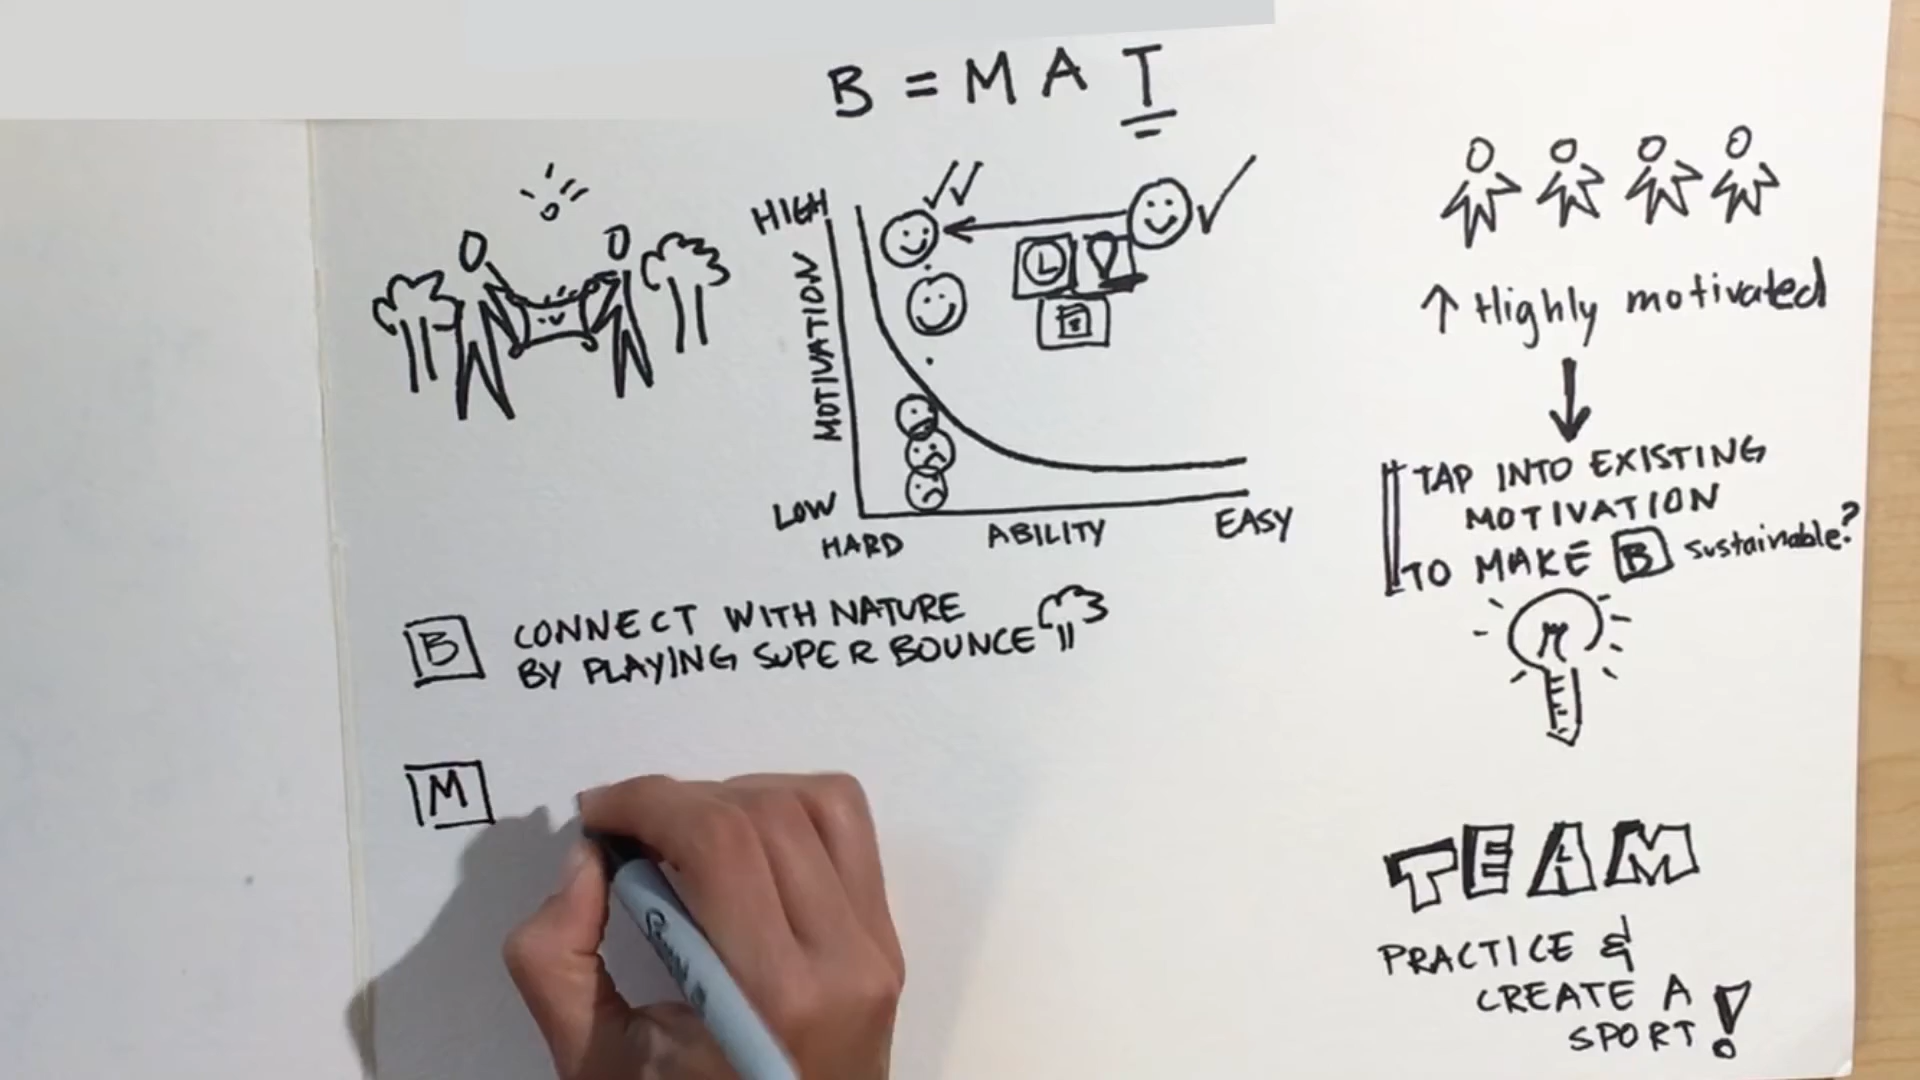 B = M A T
HIGH
MOTIVATION
LOW
HARD
ABILITY
EASY
B CONNECT WITH NATURE
BY PLAYING SUPER BOUNCE
M
↑ Highly motivated
TAP INTO EXISTING
MOTIVATION
TO MAKE B sustainable?
TEAM
PRACTICE &
CREATE A
SPORT!